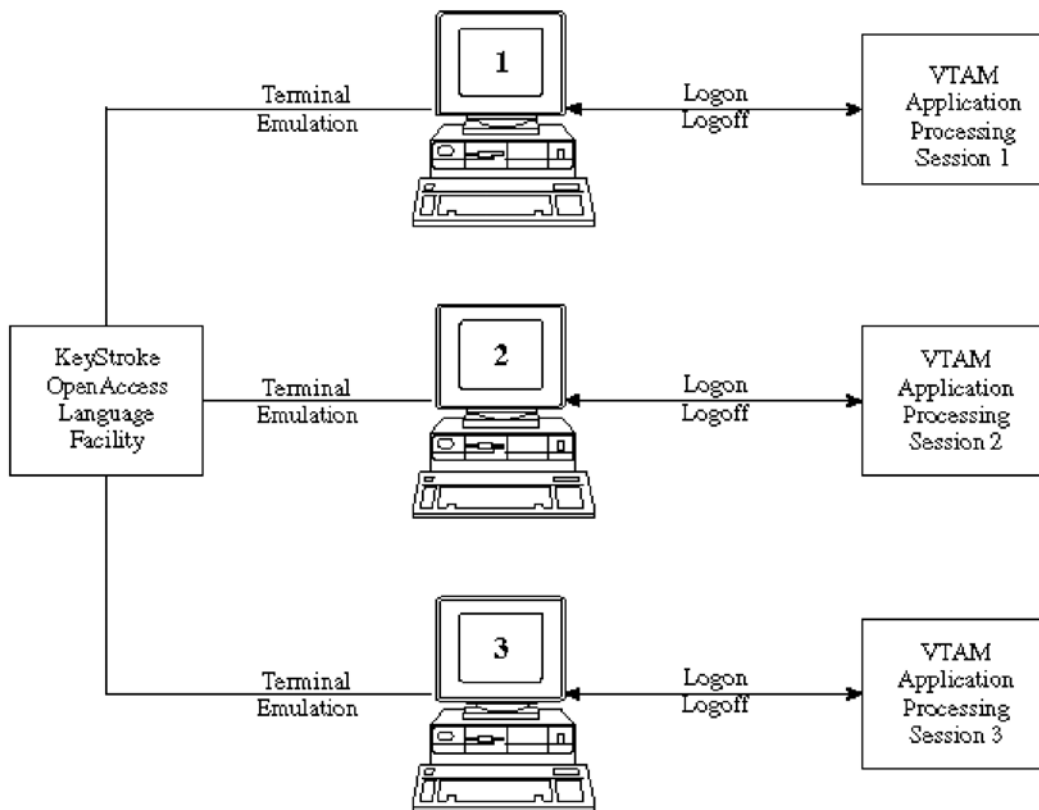 1
Terminal
Emulation
Logon
Logoff
VTAM
Application
Processing
Session 1
KeyStroke
OpenAccess
Language
Facility
Terminal
Emulation
2
Logon
Logoff
VTAM
Application
Processing
Session 2
Terminal
Emulation
3
Logon
Logoff
VTAM
Application
Processing
Session 3